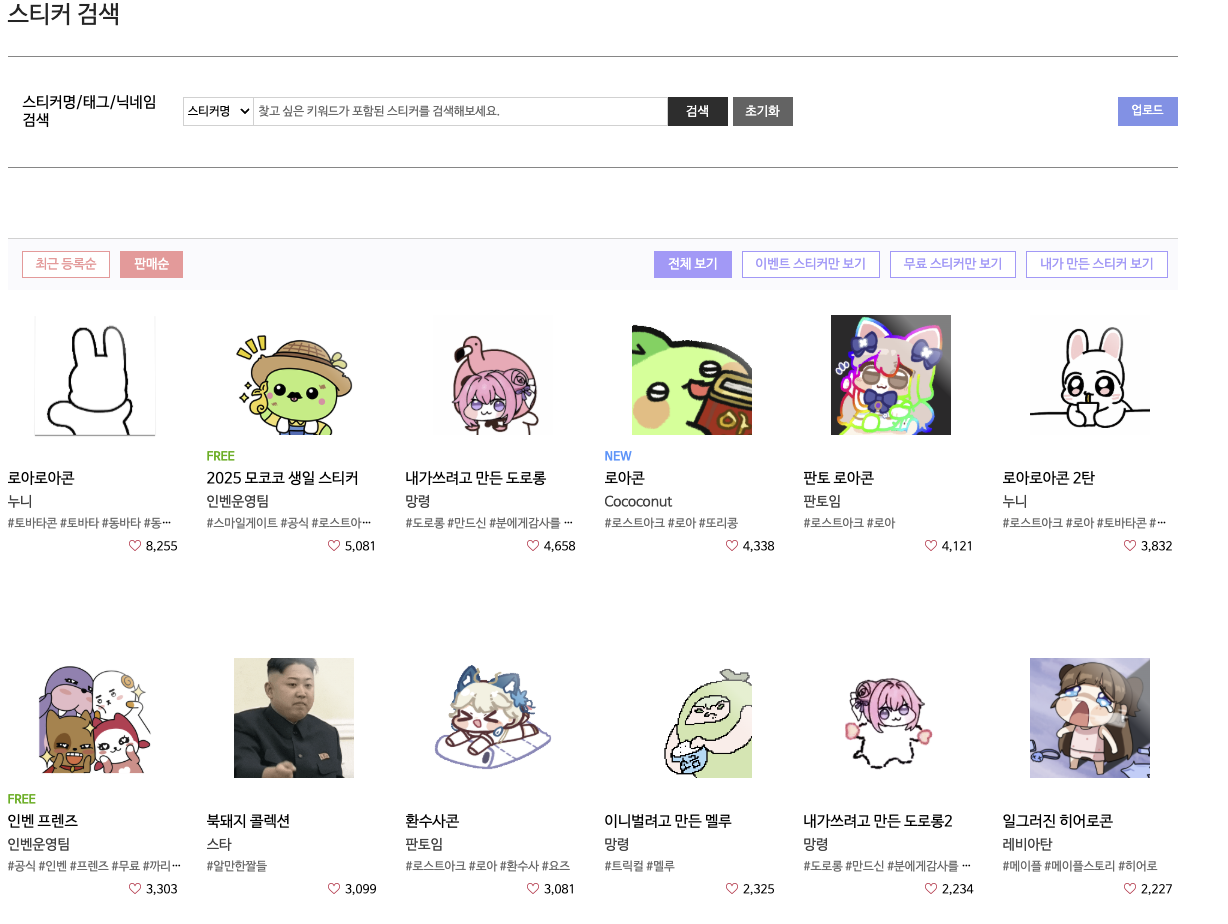 스티커 검색
스티커명/태그/닉네임
검색
스티커명
찾고 싶은 키워드가 포함된 스티커를 검색해보세요.
검색
초기화
업로드
최근 등록순
판매순
전체 보기
이벤트 스티커만 보기
무료 스티커만 보기
내가 만든 스티커 보기
로아로아콘
누니
#토바타콘 #토바타 #동바타 #동···
8,255
FREE
2025 모코코 생일 스티커
인벤운영팀
#스마일게이트 #공식 #로스트아···
5,081
내가쓰려고 만든 도로롱
망령
#도로롱 #만드신 #분에게감사를 ···
4,658
NEW
로아콘
Cococonut
#로스트아크 #로아 #또리콩
4,338
판토 로아콘
판토임
#로스트아크 #로아
4,121
로아로아콘 2탄
누니
#로스트아크 #로아 #토바타콘 #···
3,832
FREE
인벤 프렌즈
인벤운영팀
#공식 #인벤 #프렌즈 #무료 #까리···
3,303
북돼지 콜렉션
스타
#알만한짤들
3,099
환수사콘
판토임
#로스트아크 #로아 #환수사 #요즈
3,081
이니벌려고 만든 멜루
망령
#트릭컬 #멜루
2,325
내가쓰려고 만든 도로롱2
망령
#도로롱 #만드신 #분에게감사를 ···
2,234
일그러진 히어로콘
레비아탄
#메이플 #메이플스토리 #히어로
2,227